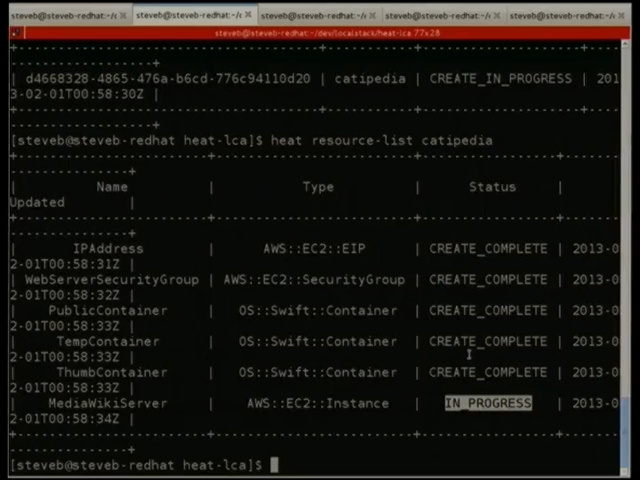 steveb@steveb-redhat:~/c steveb@steveb-redhat:~/c steveb@steveb-redhat:~/c steveb@steveb-redhat:~/c steveb@steveb-redhat:~/c
steveb@steveb-redhat:~/dev/localstack/heat-lca 77x28
| d4668328-4865-476a-b6cd-776c94110d20 | catipedia | CREATE_IN_PROGRESS | 201
3-02-01T00:58:30Z |
[steveb@steveb-redhat heat-lca]$ heat resource-list catipedia
| Name | Type | Status |
Updated |
| IPAddress | AWS::EC2::EIP | CREATE_COMPLETE | 2013-0
2-01T00:58:31Z |
| WebServerSecurityGroup | AWS::EC2::SecurityGroup | CREATE_COMPLETE | 2013-0
2-01T00:58:32Z |
| PublicContainer | OS::Swift::Container | CREATE_COMPLETE | 2013-0
2-01T00:58:33Z |
| TempContainer | OS::Swift::Container | CREATE_COMPLETE | 2013-0
2-01T00:58:33Z |
| ThumbContainer | OS::Swift::Container | CREATE_COMPLETE | 2013-0
2-01T00:58:33Z |
| MediaWikiServer | AWS::EC2::Instance | IN_PROGRESS | 2013-0
2-01T00:58:34Z |
[steveb@steveb-redhat heat-lca]$